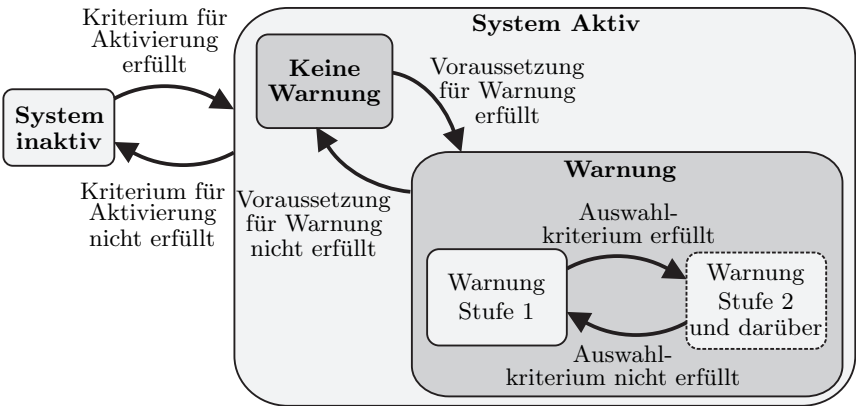 Kriterium für
Aktivierung
erfüllt
System Aktiv
Keine
Warnung
Voraussetzung
für Warnung
erfüllt
System
inaktiv
Warnung
Kriterium für
Aktivierung
nicht erfüllt
Voraussetzung
für Warnung
nicht erfüllt
Auswahl-
kriterium erfüllt
Warnung
Stufe 1
Warnung
Stufe 2
und darüber
Auswahl-
kriterium nicht erfüllt